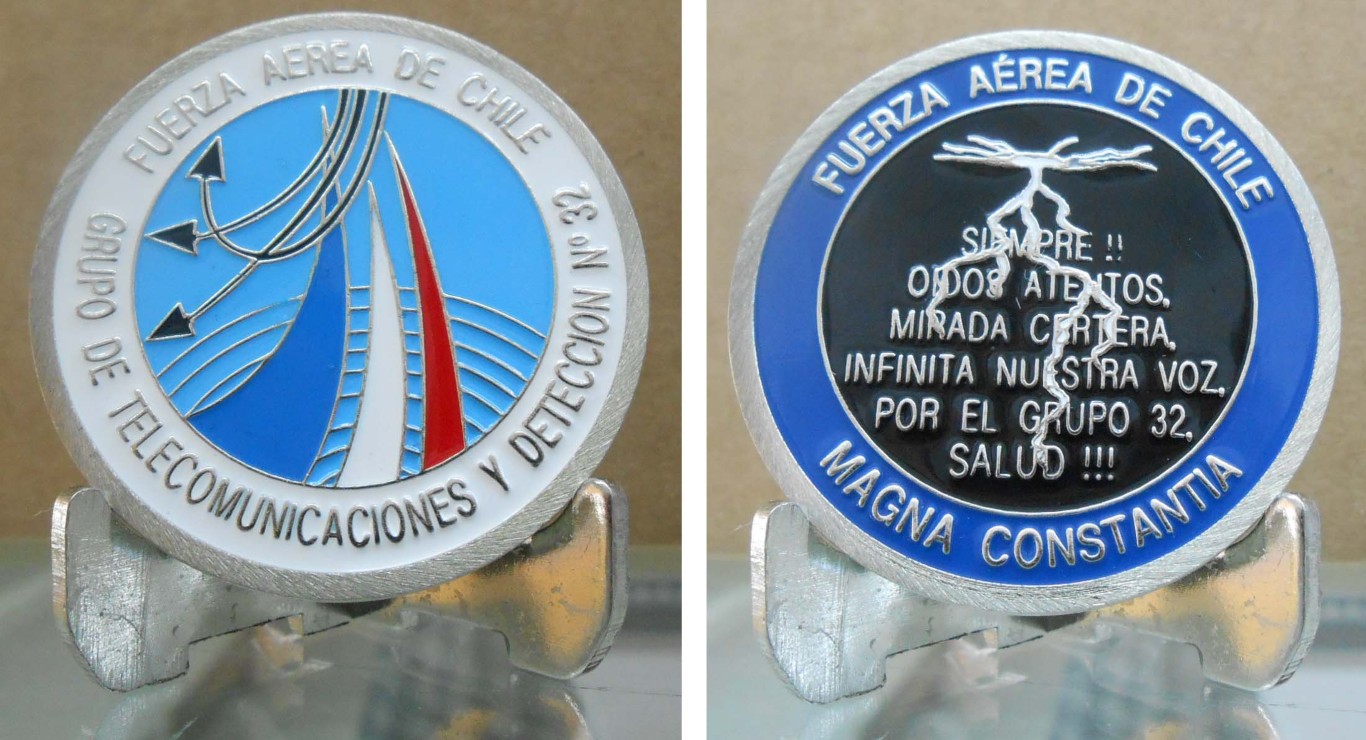 FUERZA AEREA DE CHILE
GRUPO DE TELECOMUNICACIONES Y DETECCION Nº 32
FUERZA AÉREA DE CHILE
SIEMPRE !!
OIDOS ATENTOS,
MIRADA CERTERA,
INFINITA NUESTRA VOZ,
POR EL GRUPO 32,
SALUD !!!
MAGNA CONSTANTIA